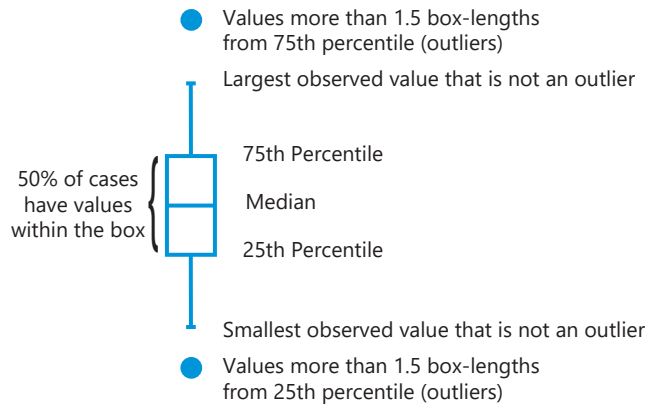 Values more than 1.5 box-lengths
from 75th percentile (outliers)
Largest observed value that is not an outlier
75th Percentile
50% of cases
have values
within the box
Median
25th Percentile
Smallest observed value that is not an outlier
Values more than 1.5 box-lengths
from 25th percentile (outliers)